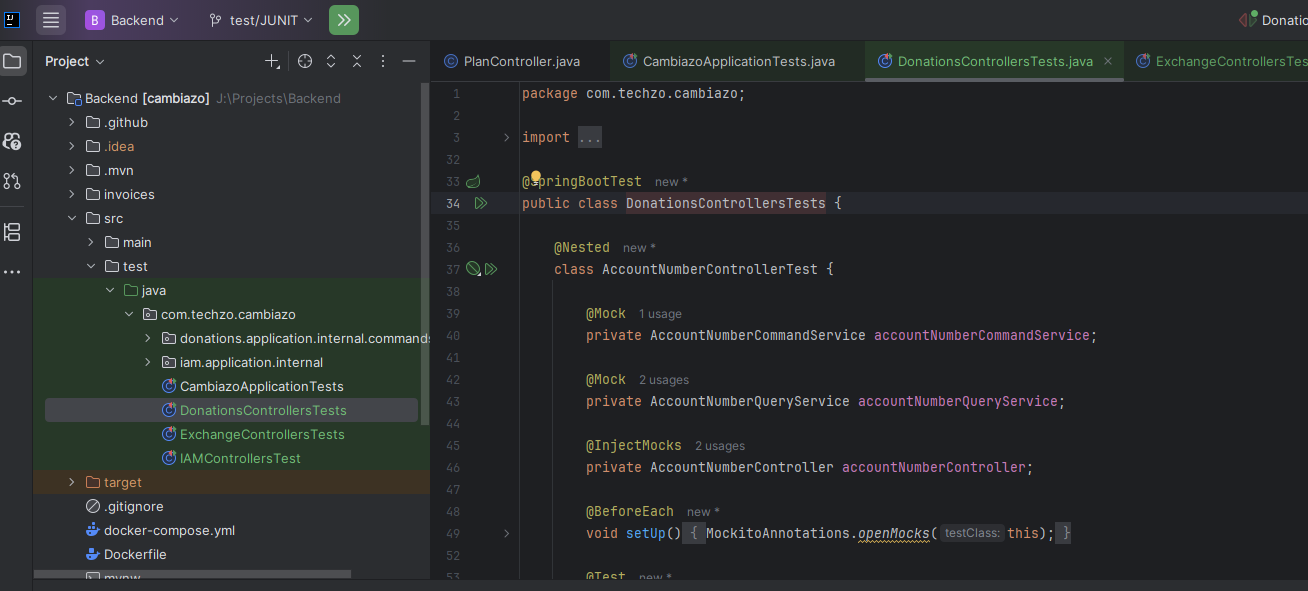 B Backend test/JUNIT Donatio
Project
Backend [cambiazo] J:\Projects\Backend
.github
.idea
.mvn
invoices
src
main
test
java
com.techzo.cambiazo
donations.application.internal.command
iam.application.internal
CambiazoApplicationTests
DonationsControllersTests
ExchangeControllersTests
IAMControllersTest
target
.gitignore
docker-compose.yml
Dockerfile
mvnw
PlanController.java CambiazoApplicationTests.java DonationsControllersTests.java ExchangeControllersTes
1 package com.techzo.cambiazo;
2
3 import ...
32
33 @SpringBootTest new *
34 public class DonationsControllersTests {
35
36 @Nested new *
37 class AccountNumberControllerTest {
38
39 @Mock 1 usage
40 private AccountNumberCommandService accountNumberCommandService;
41
42 @Mock 2 usages
43 private AccountNumberQueryService accountNumberQueryService;
44
45 @InjectMocks 2 usages
46 private AccountNumberController accountNumberController;
47
48 @BeforeEach new *
49 void setUp() { MockitoAnnotations.openMocks( testClass: this); }
52
53 @Test new *